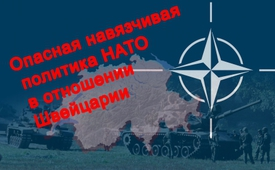 Опасная навязчивая
политика НАТО
в отношении
Швейцарии